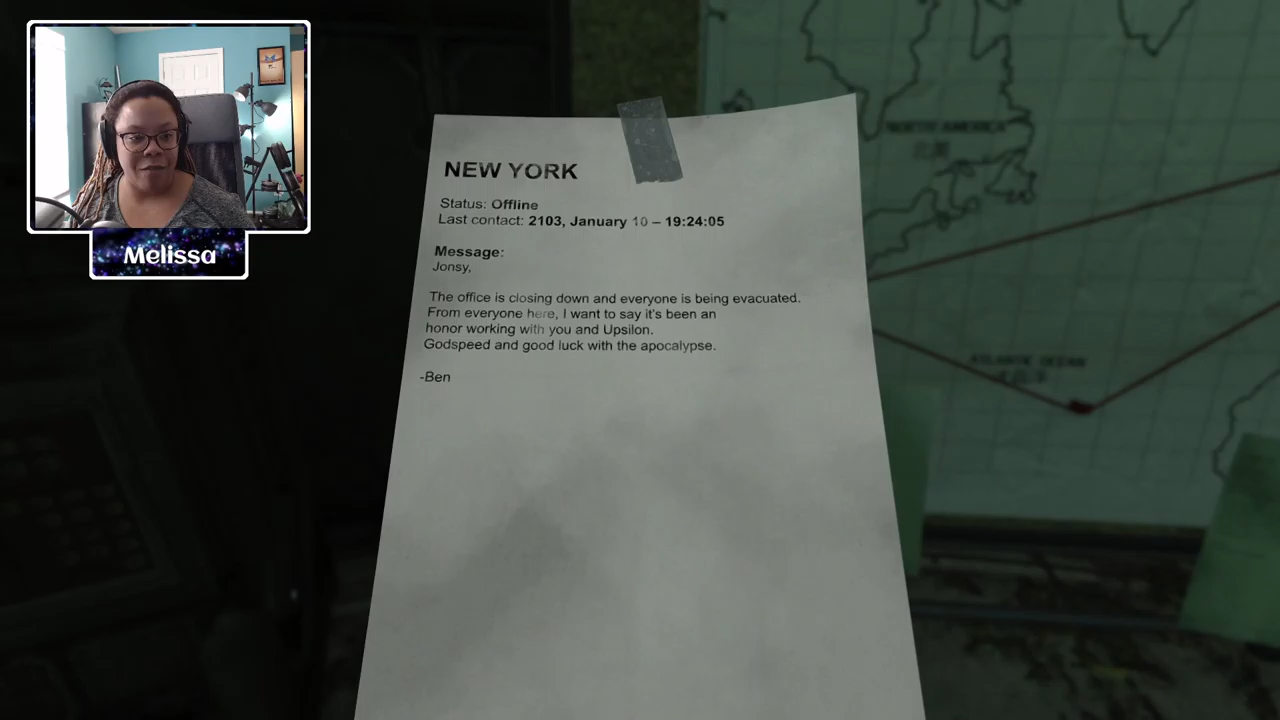 Melissa
NEW YORK
Status: Offline
Last contact: 2103, January 10 – 19:24:05
Message:
Jonsy,
The office is closing down and everyone is being evacuated.
From everyone here, I want to say it's been an
honor working with you and Upsilon.
Godspeed and good luck with the apocalypse.
-Ben
NORTH AMERICA
北美
ATLANTIC OCEAN